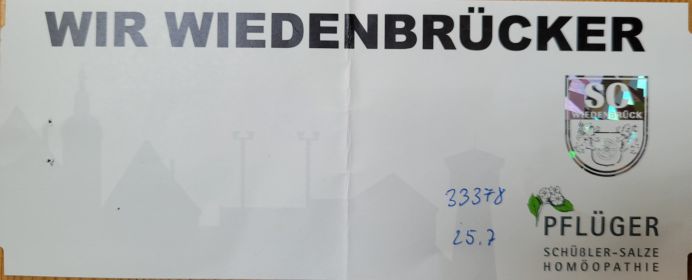 WIR WIEDENBRÜCKER
SC
WIEDENBRÜCK
33378
25.7
PFLÜGER
SCHÜßLER-SALZE
HOMÖOPATHIE